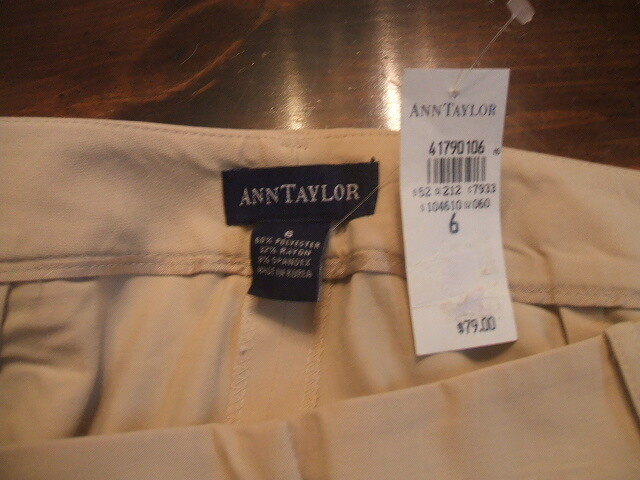 ANNTAYLOR
6
POLYESTER
RAYON
SPANDEX
MADE IN KOREA
ANNTAYLOR
41790106
52 212 7933
104610 060
6
$79.00